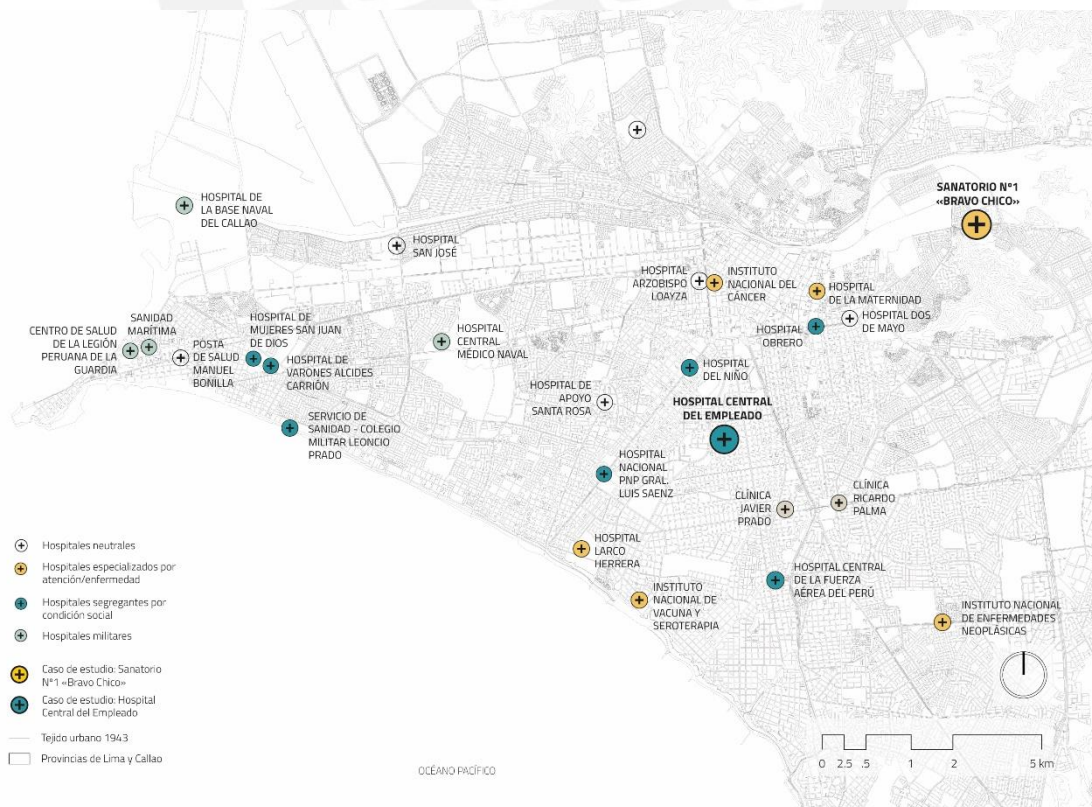 SANATORIO Nº1
«BRAVO CHICO»
HOSPITAL DE
LA BASE NAVAL
DEL CALLAO
HOSPITAL
SAN JOSÉ
HOSPITAL
ARZOBISPO
LOAYZA
INSTITUTO
NACIONAL DEL
CÁNCER
HOSPITAL
DE LA MATERNIDAD
HOSPITAL DOS
DE MAYO
HOSPITAL
OBRERO
CENTRO DE SALUD
DE LA LEGIÓN
PERUANA DE LA
GUARDIA
SANIDAD
MARÍTIMA
POSTA
DE SALUD
MANUEL
BONILLA
HOSPITAL DE
MUJERES SAN JUAN
DE DIOS
HOSPITAL DE
VARONES ALCIDES
CARRIÓN
HOSPITAL
CENTRAL
MÉDICO NAVAL
HOSPITAL
DEL NIÑO
HOSPITAL DE
APOYO
SANTA ROSA
HOSPITAL CENTRAL
DEL EMPLEADO
SERVICIO DE
SANIDAD - COLEGIO
MILITAR LEONCIO
PRADO
HOSPITAL
NACIONAL
PNP GRAL.
LUIS SAENZ
CLÍNICA
JAVIER
PRADO
CLÍNICA
RICARDO
PALMA
HOSPITAL
LARCO
HERRERA
INSTITUTO
NACIONAL DE
VACUNA Y
SEROTERAPIA
HOSPITAL CENTRAL
DE LA FUERZA
AÉREA DEL PERÚ
INSTITUTO NACIONAL
DE ENFERMEDADES
NEOPLÁSICAS
Hospitales neutrales
Hospitales especializados por
atención/enfermedad
Hospitales segregantes por
condición social
Hospitales militares
Caso de estudio: Sanatorio
Nº1 «Bravo Chico»
Caso de estudio: Hospital
Central del Empleado
Tejido urbano 1943
Provincias de Lima y Callao
OCÉANO PACÍFICO
0 2.5 .5 1 2 5 km